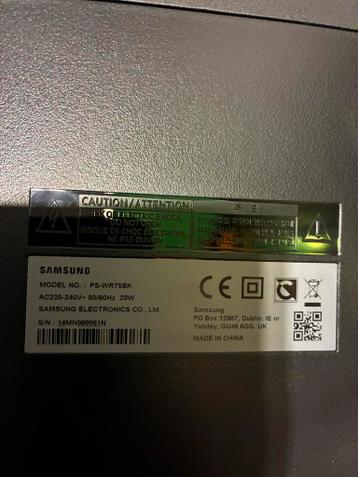 CAUTION/ATTENTION
RISK OF ELECTRIC SHOCK,
DO NOT OPEN
RISQUE DE CHOC ÉLECTRIQUE,
NE PAS OUVRIR
SAMSUNG
MODEL NO. : PS-WR75BK
AC220-240V~ 50/60Hz 26W
SAMSUNG ELECTRONICS CO., LTD.
S/N : 14MN900981N
Samsung
PO Box 12987, Dublin. IE or
Yateley, GU46 6GG. UK
MADE IN CHINA